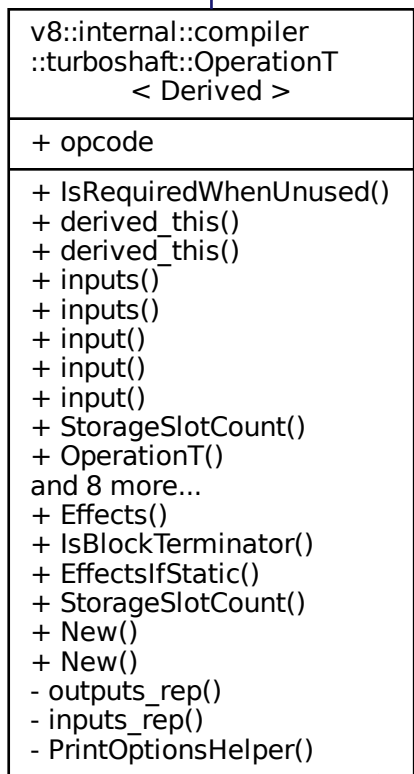 v8::internal::compiler
::turboshaft::OperationT
< Derived >
+ opcode
+ IsRequiredWhenUnused()
+ derived_this()
+ derived_this()
+ inputs()
+ inputs()
+ input()
+ input()
+ input()
+ StorageSlotCount()
+ OperationT()
and 8 more...
+ Effects()
+ IsBlockTerminator()
+ EffectsIfStatic()
+ StorageSlotCount()
+ New()
+ New()
- outputs_rep()
- inputs_rep()
- PrintOptionsHelper()